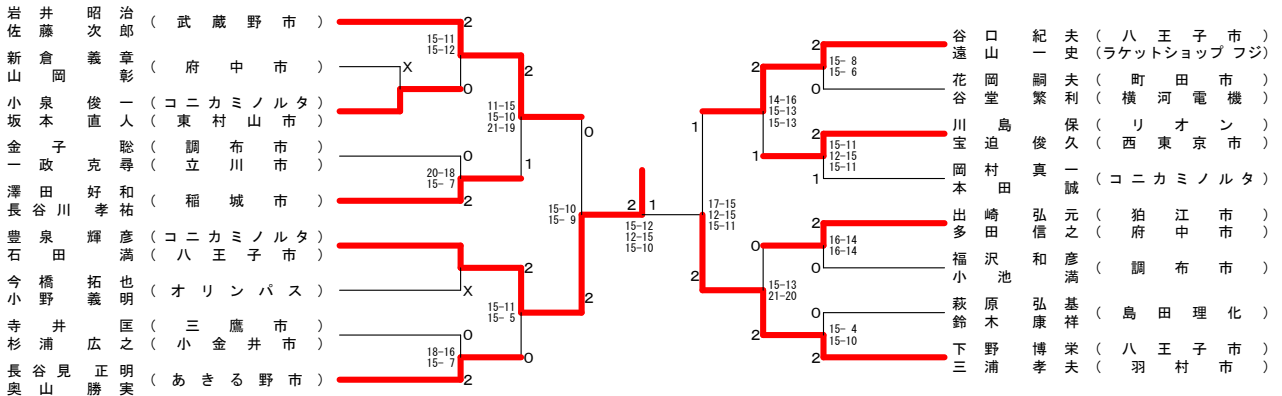 岩井昭治 (武蔵野市) 2
佐藤次郎
15-11
15-12
新倉義章 (府中市) X
山岡彰
2
0
小泉俊一 (コニカミノルタ)
坂本直人 (東村山市)
11-15
15-10
21-19
0
金子聡 (調布市) 0
一政克尋 (立川市)
20-18
15- 7
1
澤田好和 (稲城市) 2
長谷川孝祐
15-10
15- 9
豊泉輝彦 (コニカミノルタ)
石田満 (八王子市)
2
今橋拓也 (オリンパス) X
小野義明
15-11
15- 5
2
寺井匡 (三鷹市) 0
杉浦広之 (小金井市)
18-16
15- 7
0
長谷見正明 (あきる野市) 2
奥山勝実
2 1
15-12
12-15
15-10
2 谷口紀夫 (八王子市)
遠山一史 (ラケットショップ フジ)
15- 8
15- 6
2
0 花岡嗣夫 (町田市)
谷堂繁利 (横河電機)
14-16
15-13
15-13
1
2 川島保 (リオン)
宝迫俊久 (西東京市)
15-11
12-15
15-11
1
1 岡村真一 (コニカミノルタ)
本田誠
17-15
12-15
15-11
2 出崎弘元 (狛江市)
多田信之 (府中市)
16-14
16-14
0
0 福沢和彦 (調布市)
小池満
15-13
21-20
2
0 萩原弘基 (島田理化)
鈴木康祥
15- 4
15-10
2
2 下野博栄 (八王子市)
三浦孝夫 (羽村市)